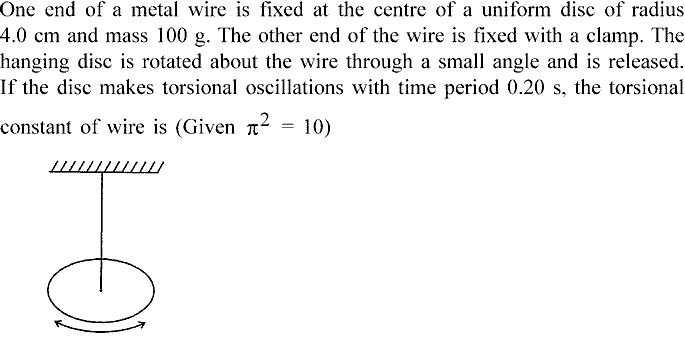 One end of a metal wire is fixed at the centre of a uniform disc of radius
4.0 cm and mass 100 g. The other end of the wire is fixed with a clamp. The
hanging disc is rotated about the wire through a small angle and is released.
If the disc makes torsional oscillations with time period 0.20 s, the torsional
constant of wire is (Given π² = 10)